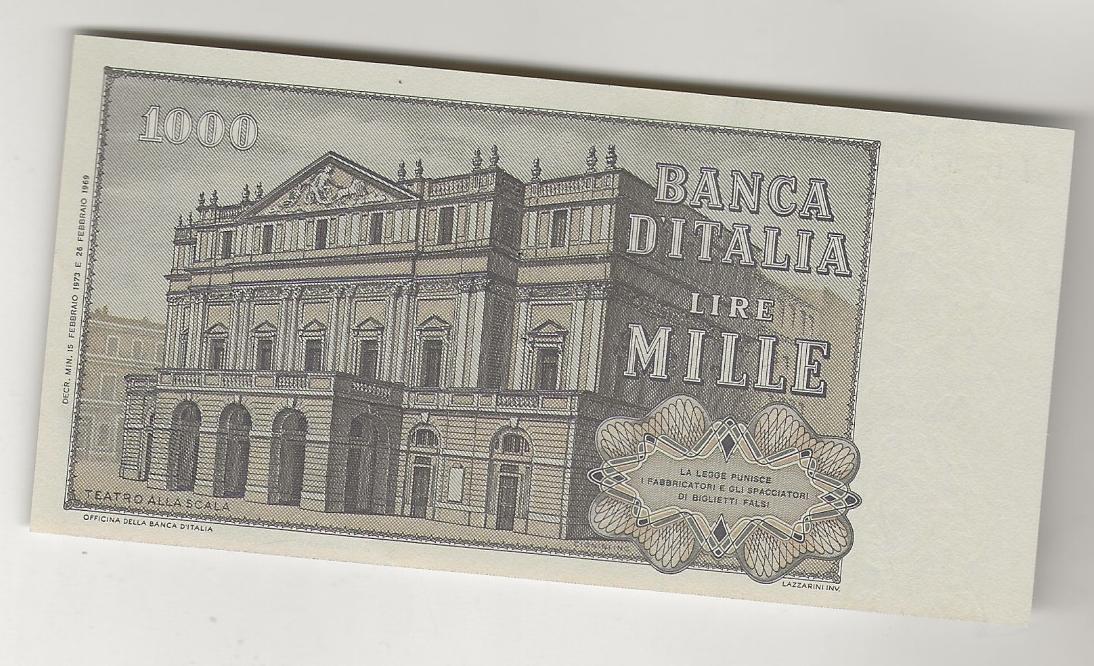 1000
BANCA
D'ITALIA
LIRE
MILLE
LA LEGGE PUNISCE
I FABBRICATORI E GLI SPACCIATORI
DI BIGLIETTI FALSI
TEATRO ALLA SCALA
OFFICINA DELLA BANCA D'ITALIA
LAZZARINI INV.
DECR. MIN. 15 FEBBRAIO 1973 E 26 FEBBRAIO 1969